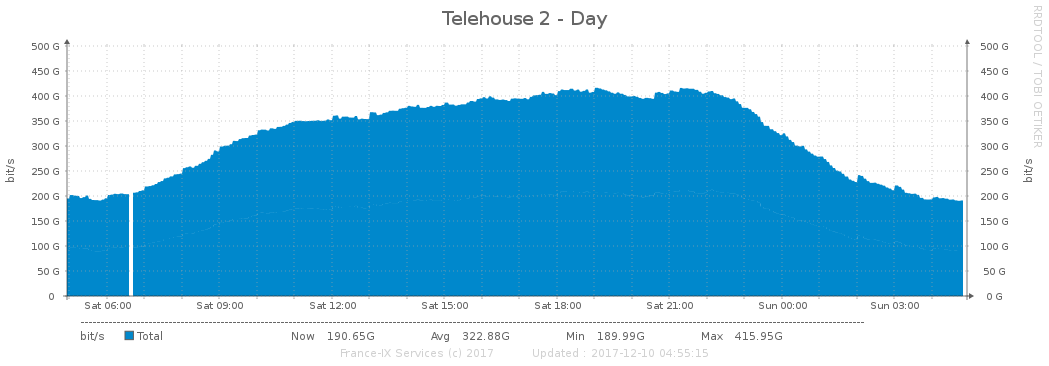 Telehouse 2 - Day
RRDTOOL / TOBI OETIKER
500 G 500 G
450 G 450 G
400 G 400 G
350 G 350 G
300 G 300 G
250 G 250 G
200 G 200 G
150 G 150 G
100 G 100 G
50 G 50 G
0 0 G
bit/s
bit/s
Sat 06:00 Sat 09:00 Sat 12:00 Sat 15:00 Sat 18:00 Sat 21:00 Sun 00:00 Sun 03:00
bit/s Total Now 190.65G Avg 322.88G Min 189.99G Max 415.95G
France-IX Services (c) 2017 Updated : 2017-12-10 04:55:15